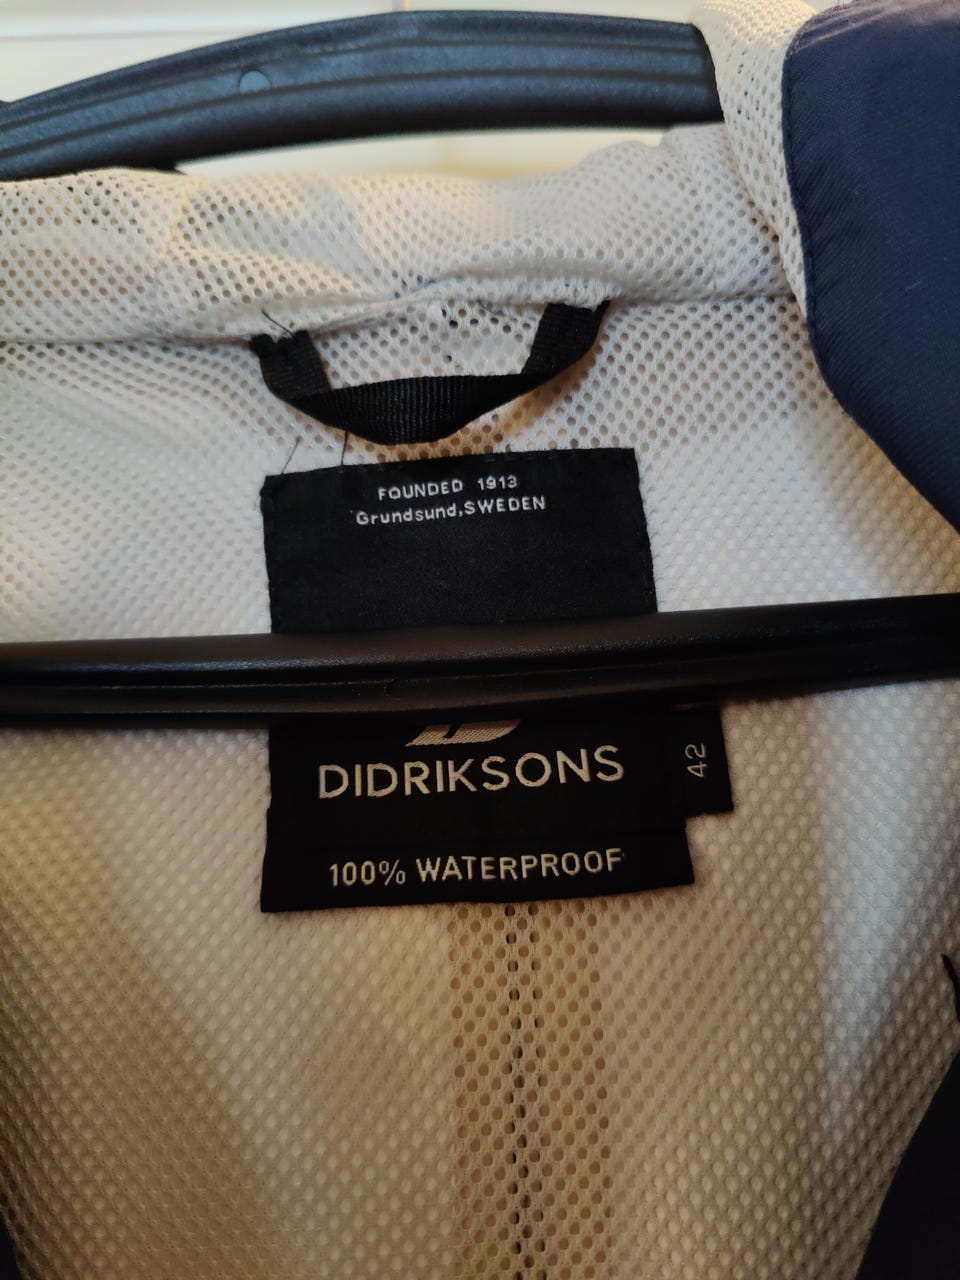 FOUNDED 1913
Grundsund,SWEDEN
DIDRIKSONS
42
100% WATERPROOF